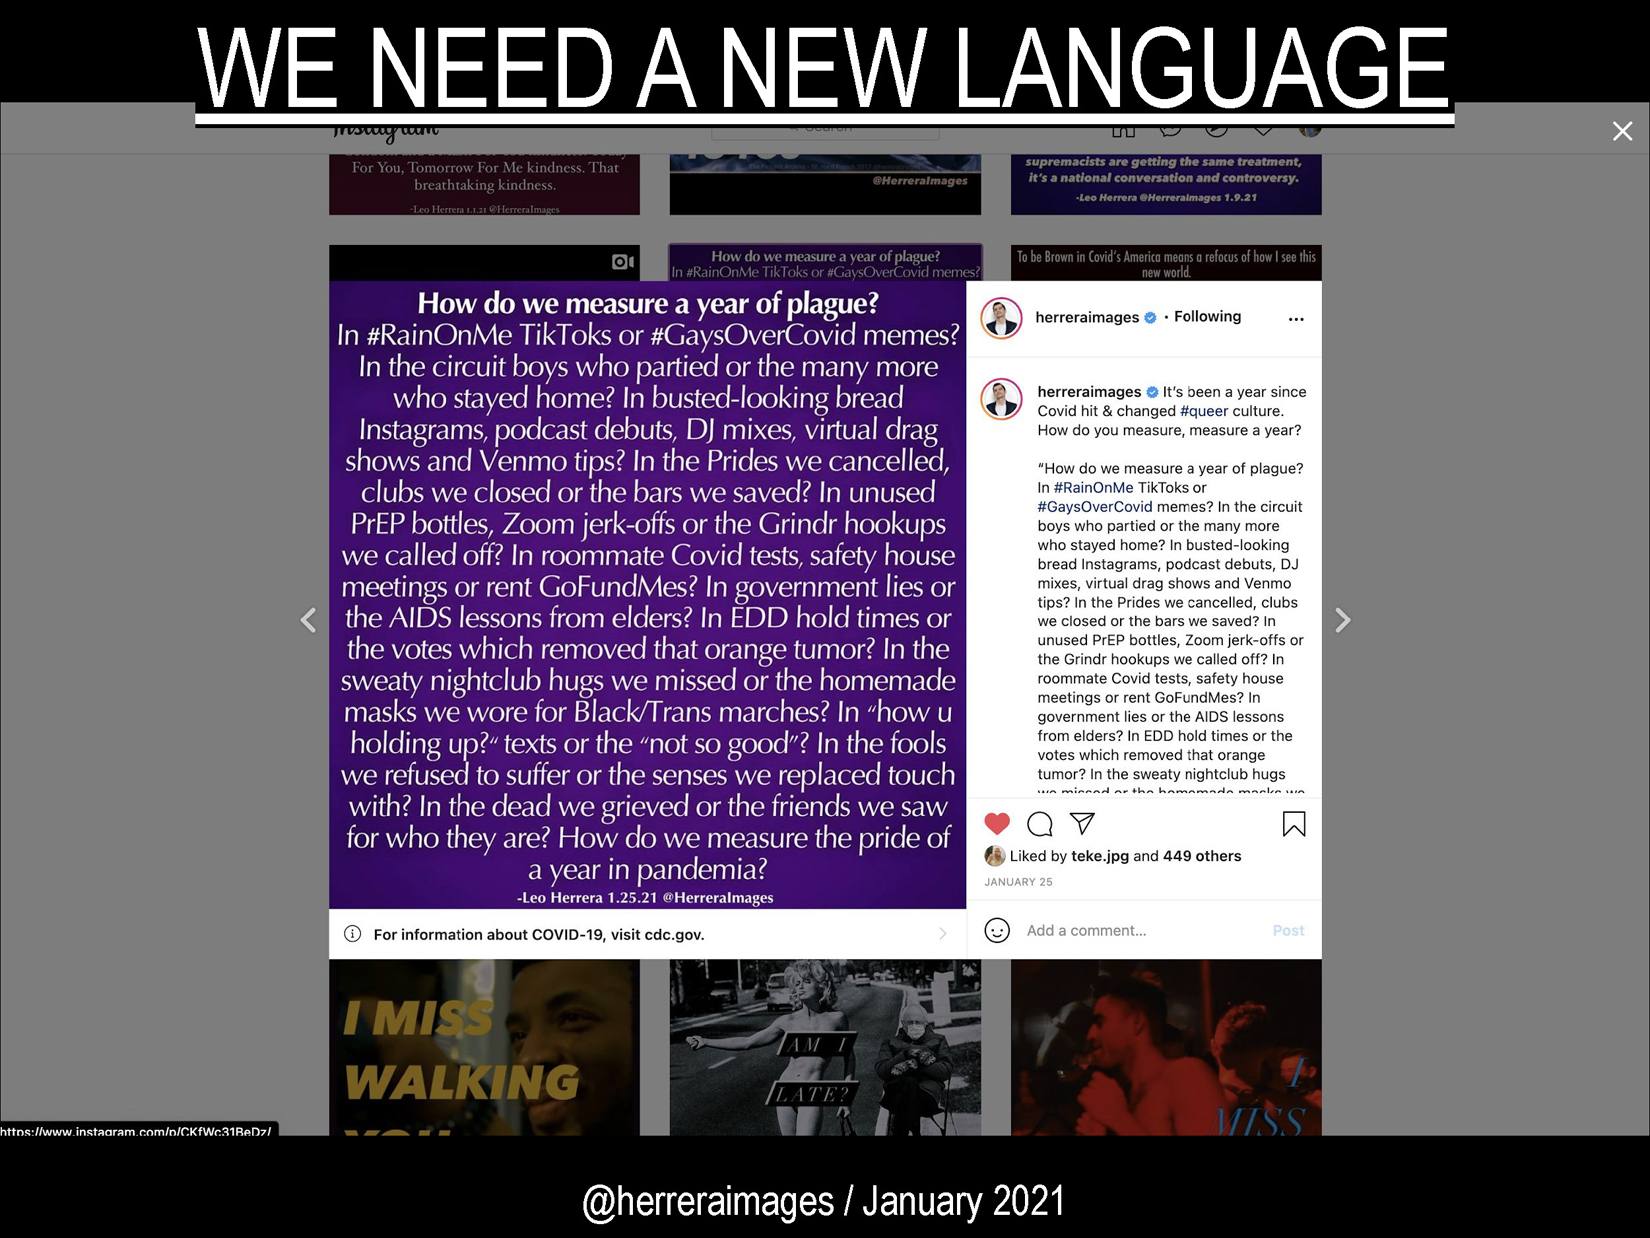 WE NEED A NEW LANGUAGE
Instagram
Search
For You, Tomorrow For Me kindness. That
breathtaking kindness.
-Leo Herrera 1.1.21 @HerreraImages
@HerreraImages
supremacists are getting the same treatment,
it's a national conversation and controversy.
-Leo Herrera @HerreraImages 1.9.21
How do we measure a year of plague?
In #RainOnMe TikToks or #GaysOverCovid memes?
To be Brown in Covid's America means a refocus of how I see this
new world.
How do we measure a year of plague?
In #RainOnMe TikToks or #GaysOverCovid memes?
In the circuit boys who partied or the many more
who stayed home? In busted-looking bread
Instagrams, podcast debuts, DJ mixes, virtual drag
shows and Venmo tips? In the Prides we cancelled,
clubs we closed or the bars we saved? In unused
PrEP bottles, Zoom jerk-offs or the Grindr hookups
we called off? In roommate Covid tests, safety house
meetings or rent GoFundMes? In government lies or
the AIDS lessons from elders? In EDD hold times or
the votes which removed that orange tumor? In the
sweaty nightclub hugs we missed or the homemade
masks we wore for Black/Trans marches? In “how u
holding up?“ texts or the “not so good”? In the fools
we refused to suffer or the senses we replaced touch
with? In the dead we grieved or the friends we saw
for who they are? How do we measure the pride of
a year in pandemia?
-Leo Herrera 1.25.21 @HerreraImages
For information about COVID-19, visit cdc.gov.
herreraimages • Following
herreraimages It's been a year since
Covid hit & changed #queer culture.
How do you measure, measure a year?
“How do we measure a year of plague?
In #RainOnMe TikToks or
#GaysOverCovid memes? In the circuit
boys who partied or the many more
who stayed home? In busted-looking
bread Instagrams, podcast debuts, DJ
mixes, virtual drag shows and Venmo
tips? In the Prides we cancelled, clubs
we closed or the bars we saved? In
unused PrEP bottles, Zoom jerk-offs or
the Grindr hookups we called off? In
roommate Covid tests, safety house
meetings or rent GoFundMes? In
government lies or the AIDS lessons
from elders? In EDD hold times or the
votes which removed that orange
tumor? In the sweaty nightclub hugs
we missed or the homemade masks we
Liked by teke.jpg and 449 others
JANUARY 25
Add a comment...
Post
I MISS
WALKING
YOU
AM I
LATE?
I
MISS
https://www.instagram.com/p/CKfWc31BeDz/
@herreraimages / January 2021